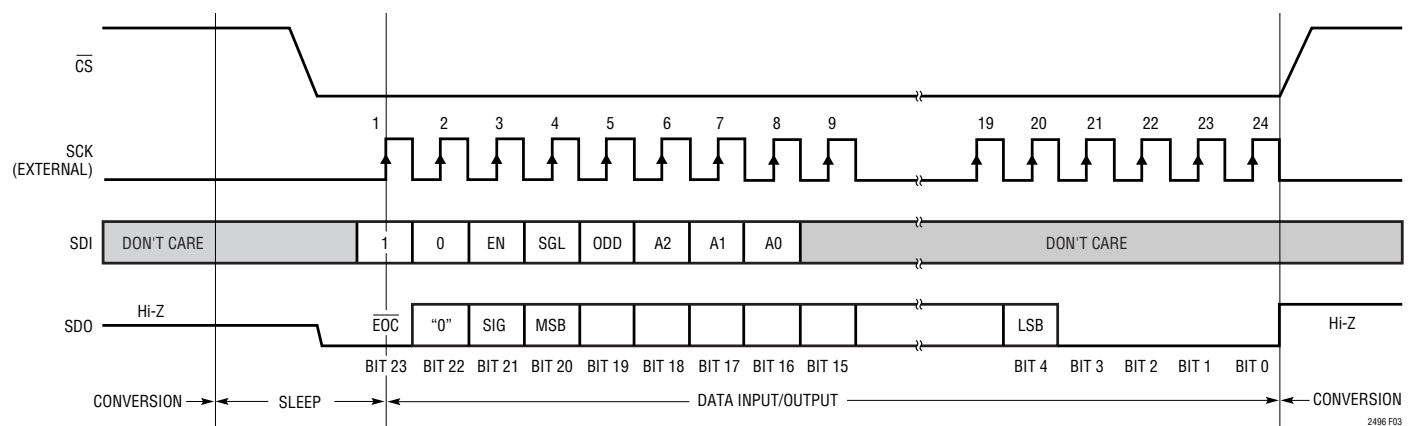 CS
1 2 3 4 5 6 7 8 9 19 20 21 22 23 24
SCK
(EXTERNAL)
SDI DON'T CARE 1 0 EN SGL ODD A2 A1 A0 DON'T CARE
Hi-Z
SDO EOC "0" SIG MSB LSB Hi-Z
BIT 23 BIT 22 BIT 21 BIT 20 BIT 19 BIT 18 BIT 17 BIT 16 BIT 15 BIT 4 BIT 3 BIT 2 BIT 1 BIT 0
CONVERSION SLEEP DATA INPUT/OUTPUT CONVERSION
2496 F03